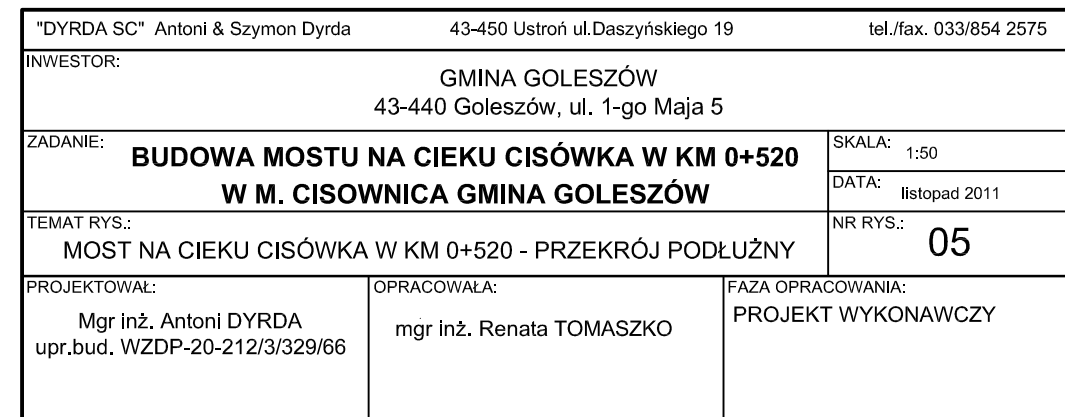 "DYRDA SC" Antoni & Szymon Dyrda 43-450 Ustroń ul.Daszyńskiego 19 tel./fax. 033/854 2575
INWESTOR:
GMINA GOLESZÓW
43-440 Goleszów, ul. 1-go Maja 5
ZADANIE:
BUDOWA MOSTU NA CIEKU CISÓWKA W KM 0+520
W M. CISOWNICA GMINA GOLESZÓW
SKALA: 1:50
DATA: listopad 2011
TEMAT RYS.:
MOST NA CIEKU CISÓWKA W KM 0+520 - PRZEKRÓJ PODŁUŻNY
NR RYS.: 05
PROJEKTOWAŁ:
Mgr inż. Antoni DYRDA
upr.bud. WZDP-20-212/3/329/66
OPRACOWAŁA:
mgr inż. Renata TOMASZKO
FAZA OPRACOWANIA:
PROJEKT WYKONAWCZY